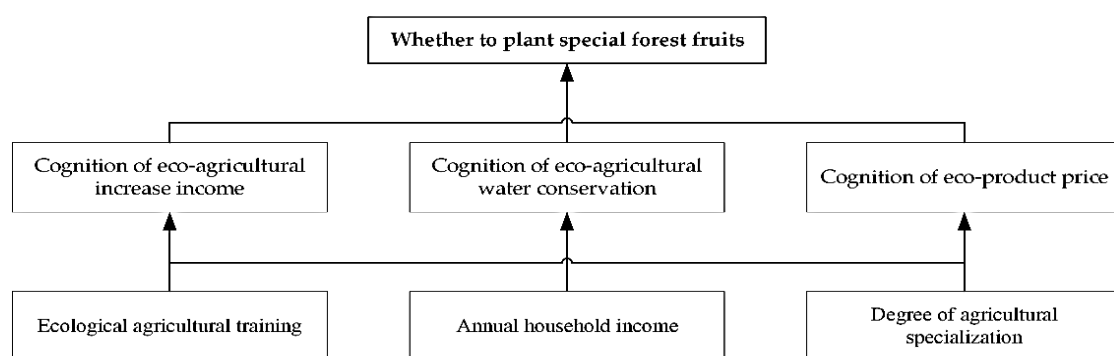 Whether to plant special forest fruits
Cognition of eco-agricultural
increase income
Cognition of eco-agricultural
water conservation
Cognition of eco-product price
Ecological agricultural training
Annual household income
Degree of agricultural
specialization